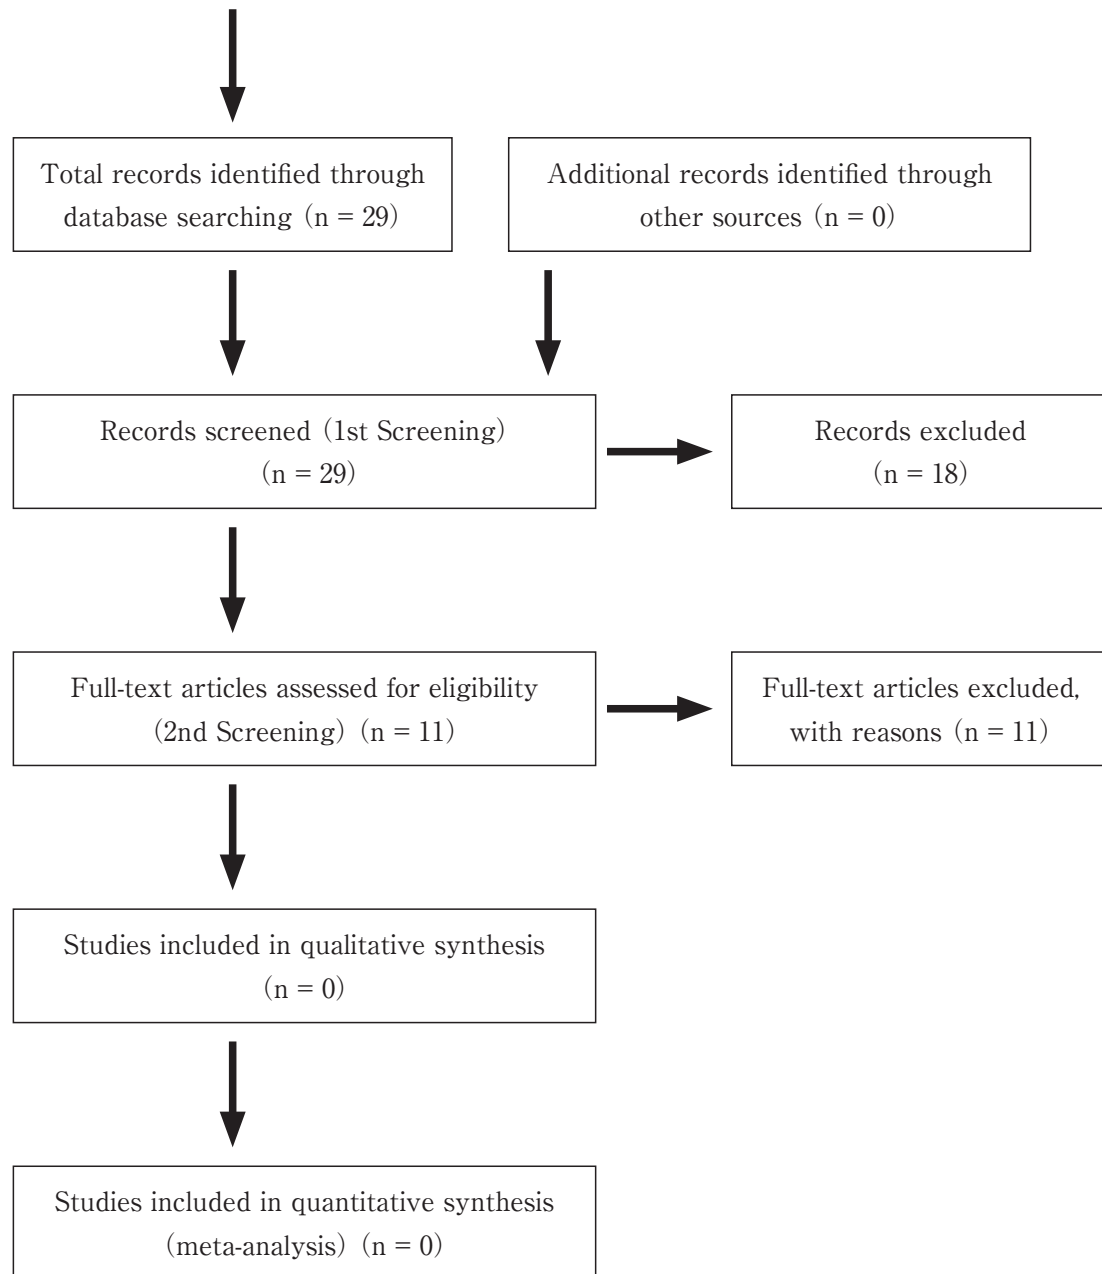 Total records identified through
database searching (n = 29)
Additional records identified through
other sources (n = 0)
Records screened (1st Screening)
(n = 29)
Records excluded
(n = 18)
Full-text articles assessed for eligibility
(2nd Screening) (n = 11)
Full-text articles excluded,
with reasons (n = 11)
Studies included in qualitative synthesis
(n = 0)
Studies included in quantitative synthesis
(meta-analysis) (n = 0)